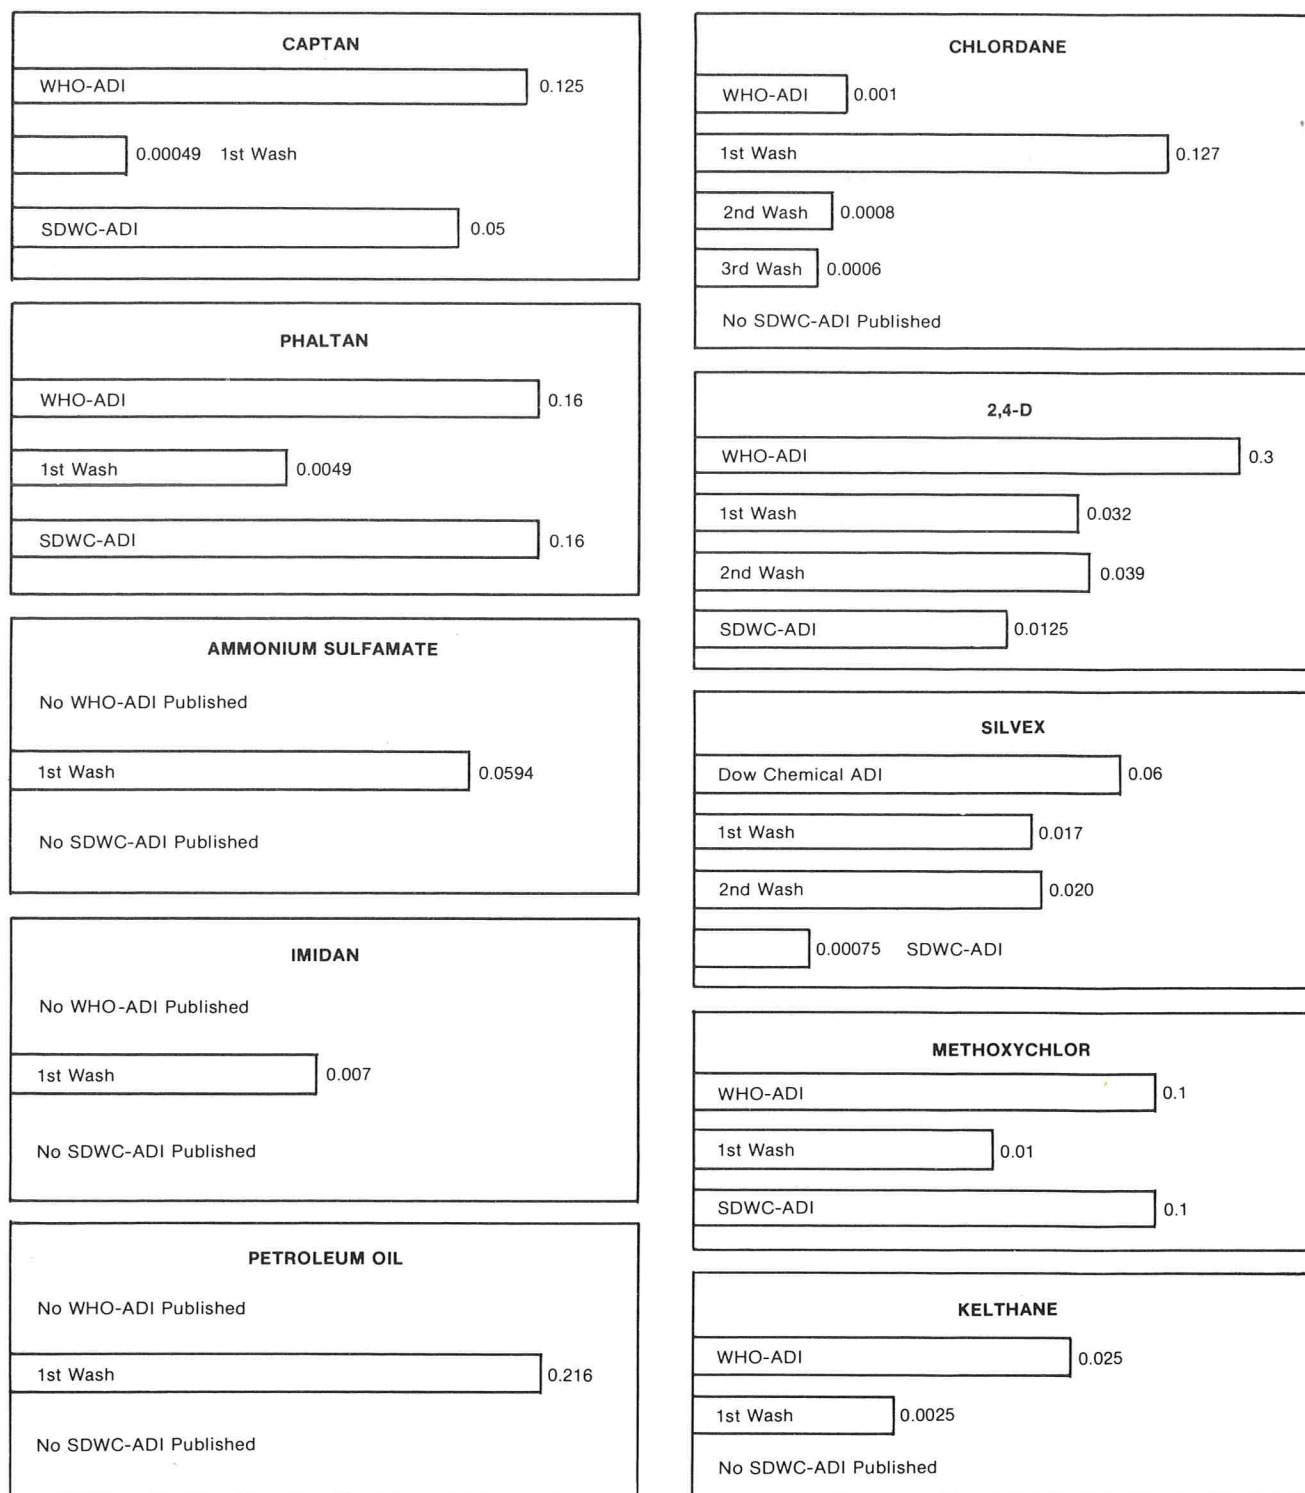 CAPTAN
WHO-ADI 0.125
0.00049 1st Wash
SDWC-ADI 0.05
PHALTAN
WHO-ADI 0.16
1st Wash 0.0049
SDWC-ADI 0.16
AMMONIUM SULFAMATE
No WHO-ADI Published
1st Wash 0.0594
No SDWC-ADI Published
IMIDAN
No WHO-ADI Published
1st Wash 0.007
No SDWC-ADI Published
PETROLEUM OIL
No WHO-ADI Published
1st Wash 0.216
No SDWC-ADI Published
CHLORDANE
WHO-ADI 0.001
1st Wash 0.127
2nd Wash 0.0008
3rd Wash 0.0006
No SDWC-ADI Published
2,4-D
WHO-ADI 0.3
1st Wash 0.032
2nd Wash 0.039
SDWC-ADI 0.0125
SILVEX
Dow Chemical ADI 0.06
1st Wash 0.017
2nd Wash 0.020
0.00075 SDWC-ADI
METHOXYCHLOR
WHO-ADI 0.1
1st Wash 0.01
SDWC-ADI 0.1
KELTHANE
WHO-ADI 0.025
1st Wash 0.0025
No SDWC-ADI Published